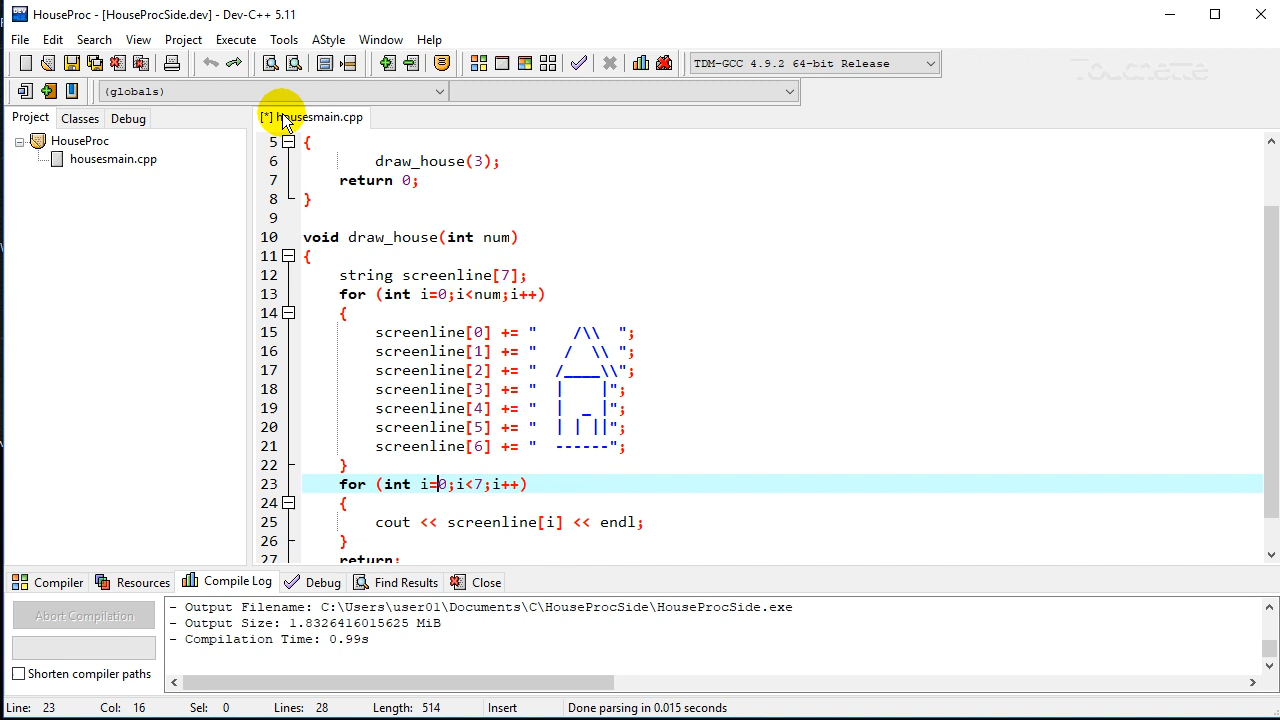 HouseProc - [HouseProcSide.dev] - Dev-C++ 5.11
File Edit Search View Project Execute Tools AStyle Window Help
TDM-GCC 4.9.2 64-bit Release
(globals)
Project Classes Debug
[*] housesmain.cpp
HouseProc
housesmain.cpp
5 {
6 draw_house(3);
7 return 0;
8 }
9
10 void draw_house(int num)
11 {
12 string screenline[7];
13 for (int i=0;i<num;i++)
14 {
15 screenline[0] += "    /\\  ";
16 screenline[1] += "   /  \\ ";
17 screenline[2] += "  /____\\";
18 screenline[3] += "  |    |";
19 screenline[4] += "  |  _ |";
20 screenline[5] += "  | | ||";
21 screenline[6] += "  ------";
22 }
23 for (int i=0;i<7;i++)
24 {
25 cout << screenline[i] << endl;
26 }
27 return;
Compiler Resources Compile Log Debug Find Results Close
Abort Compilation
Shorten compiler paths
- Output Filename: C:\Users\user01\Documents\C\HouseProcSide\HouseProcSide.exe
- Output Size: 1.8326416015625 MiB
- Compilation Time: 0.99s
Line: 23 Col: 16 Sel: 0 Lines: 28 Length: 514 Insert Done parsing in 0.015 seconds